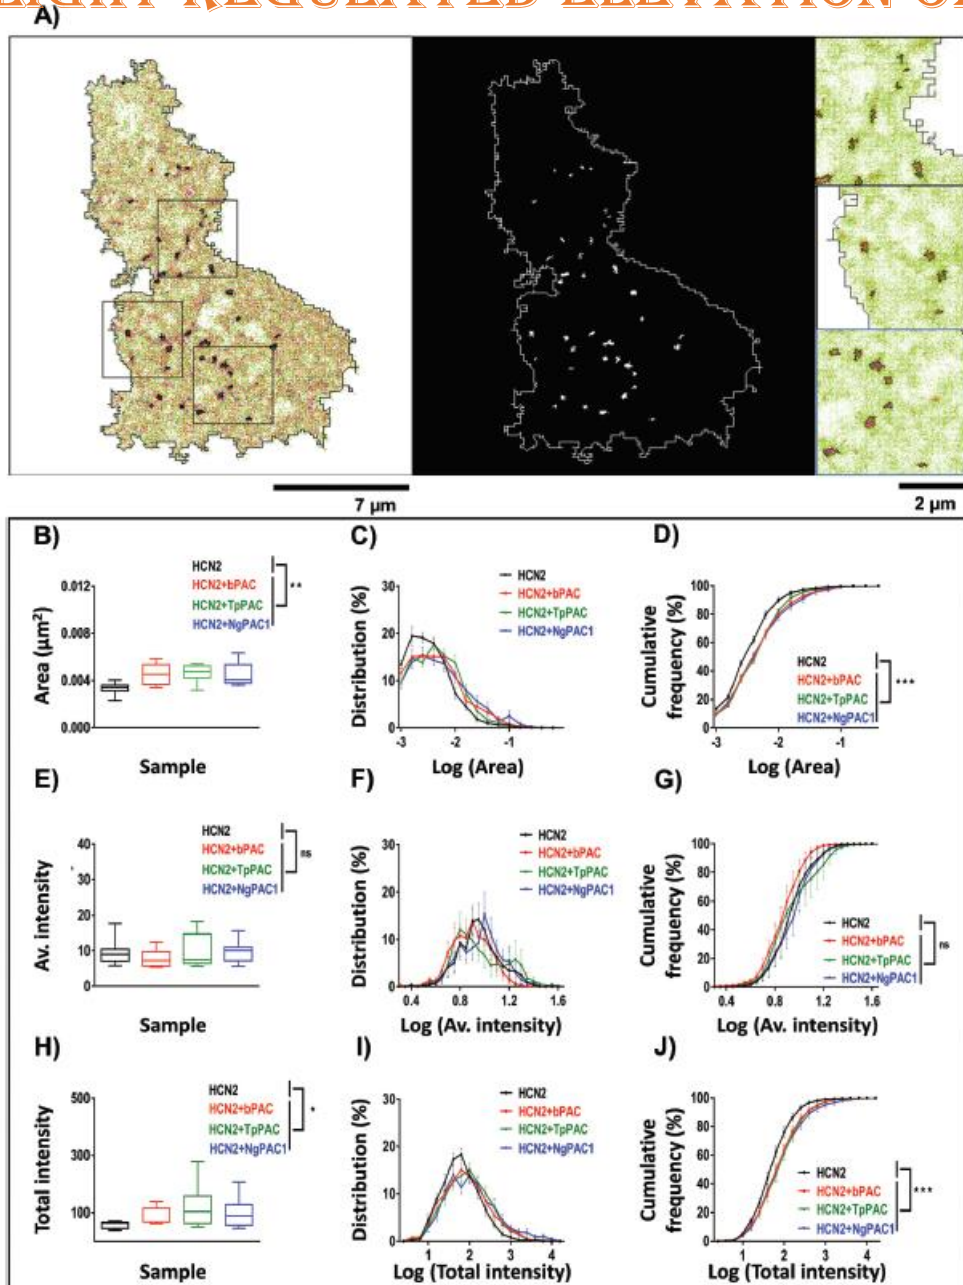 LIGHT REGULATED ELEVATION OF
A)
7 µm
2 µm
B)
HCN2
HCN2+bPAC
HCN2+TpPAC
HCN2+NgPAC1
**
0.012
0.008
0.004
0.000
Area (µm²)
Sample
C)
HCN2
HCN2+bPAC
HCN2+TpPAC
HCN2+NgPAC1
30
20
10
0
Distribution (%)
-3 -2 -1
Log (Area)
D)
100
80
60
40
20
0
Cumulative
frequency (%)
HCN2
HCN2+bPAC
HCN2+TpPAC
HCN2+NgPAC1
***
-3 -2 -1
Log (Area)
E)
HCN2
HCN2+bPAC
HCN2+TpPAC
HCN2+NgPAC1
ns
40
30
20
10
0
Av. intensity
Sample
F)
HCN2
HCN2+bPAC
HCN2+TpPAC
HCN2+NgPAC1
30
20
10
0
Distribution (%)
0.4 0.8 1.2 1.6
Log (Av. intensity)
G)
100
80
60
40
20
0
Cumulative
frequency (%)
HCN2
HCN2+bPAC
HCN2+TpPAC
HCN2+NgPAC1
ns
0.4 0.8 1.2 1.6
Log (Av. intensity)
H)
HCN2
HCN2+bPAC
HCN2+TpPAC
HCN2+NgPAC1
*
500
300
100
Total intensity
Sample
I)
HCN2
HCN2+bPAC
HCN2+TpPAC
HCN2+NgPAC1
30
20
10
0
Distribution (%)
1 2 3 4
Log (Total intensity)
J)
100
80
60
40
20
0
Cumulative
frequency (%)
HCN2
HCN2+bPAC
HCN2+TpPAC
HCN2+NgPAC1
***
1 2 3 4
Log (Total intensity)